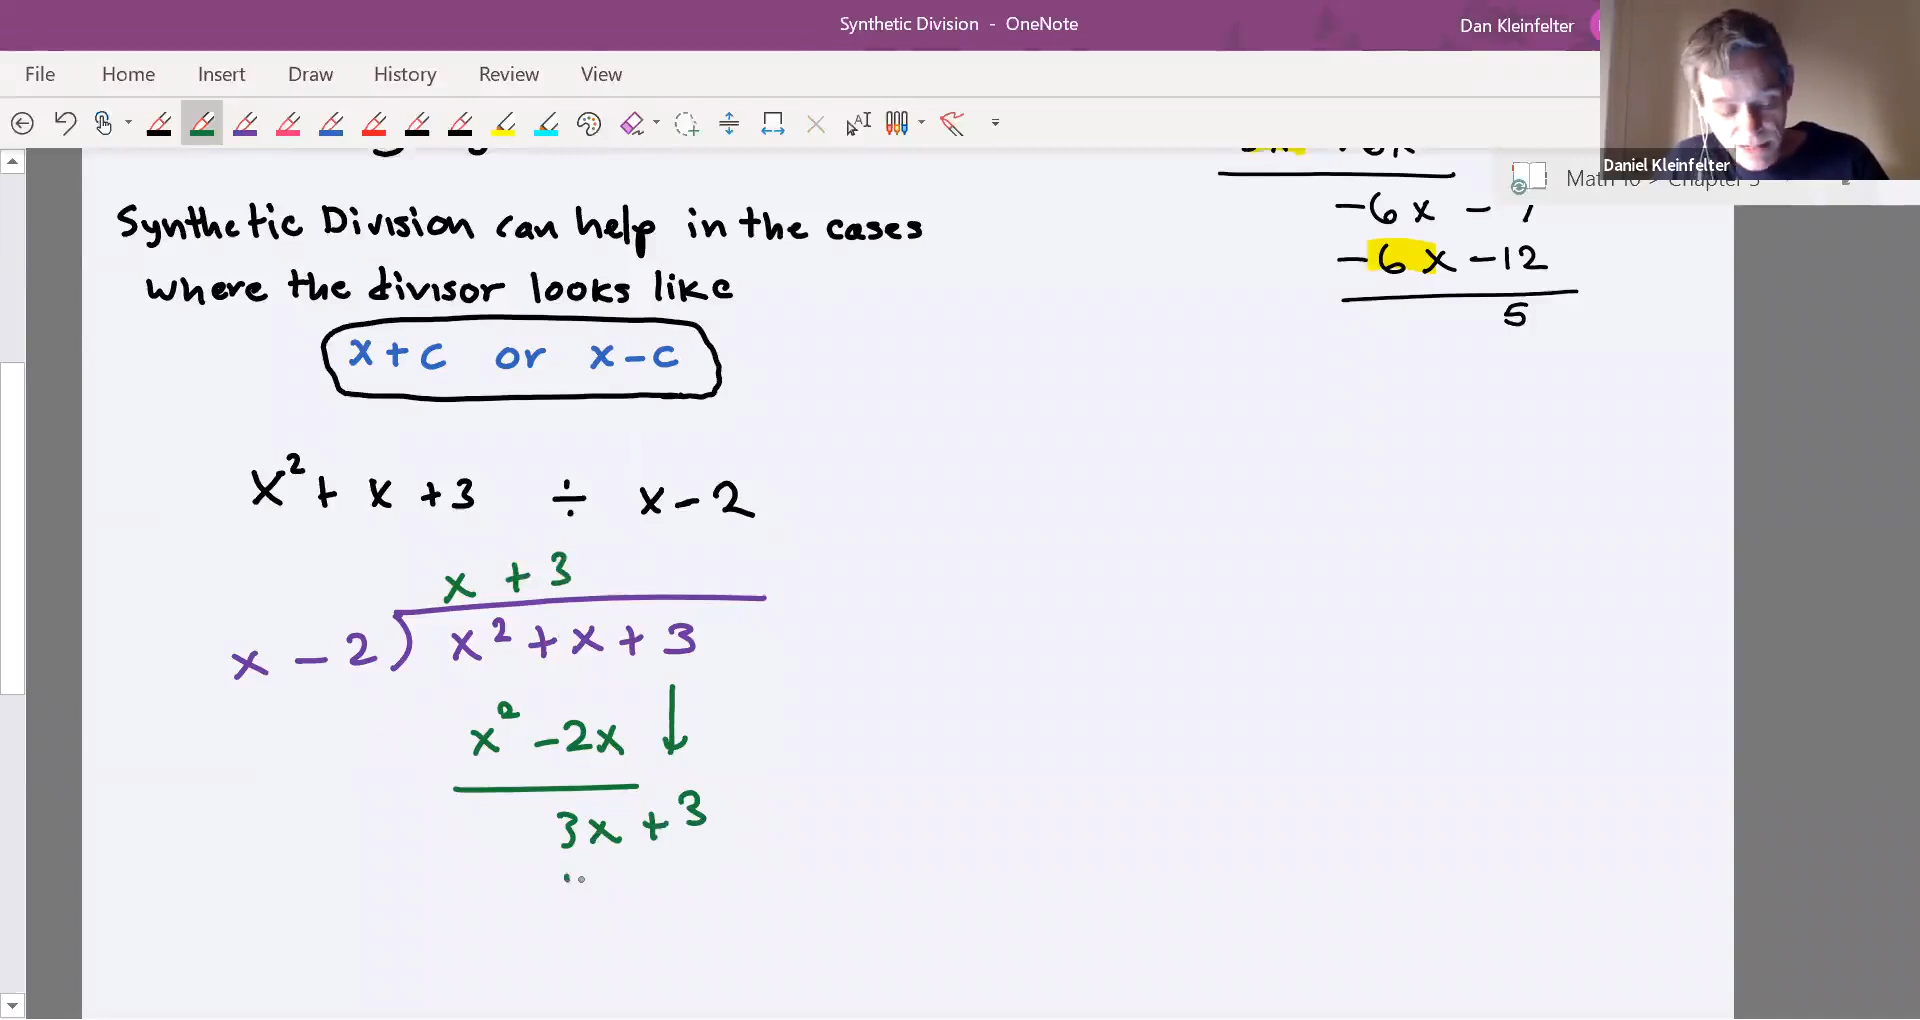 Synthetic Division - OneNote
Dan Kleinfelter
File Home Insert Draw History Review View
Daniel Kleinfelter
Synthetic Division can help in the cases
where the divisor looks like
x + c or x - c
x² + x + 3 ÷ x - 2
x + 3
x - 2 ) x² + x + 3
x² - 2x
3x + 3
-6x -
-6x - 12
5